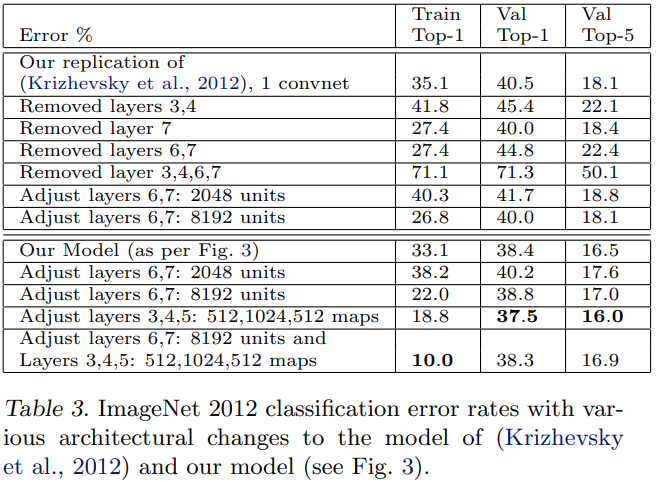 Error % Train Top-1 Val Top-1 Val Top-5
Our replication of
(Krizhevsky et al., 2012), 1 convnet 35.1 40.5 18.1
Removed layers 3,4 41.8 45.4 22.1
Removed layer 7 27.4 40.0 18.4
Removed layers 6,7 27.4 44.8 22.4
Removed layer 3,4,6,7 71.1 71.3 50.1
Adjust layers 6,7: 2048 units 40.3 41.7 18.8
Adjust layers 6,7: 8192 units 26.8 40.0 18.1
Our Model (as per Fig. 3) 33.1 38.4 16.5
Adjust layers 6,7: 2048 units 38.2 40.2 17.6
Adjust layers 6,7: 8192 units 22.0 38.8 17.0
Adjust layers 3,4,5: 512,1024,512 maps 18.8 37.5 16.0
Adjust layers 6,7: 8192 units and
Layers 3,4,5: 512,1024,512 maps 10.0 38.3 16.9
Table 3. ImageNet 2012 classification error rates with var-
ious architectural changes to the model of (Krizhevsky
et al., 2012) and our model (see Fig. 3).